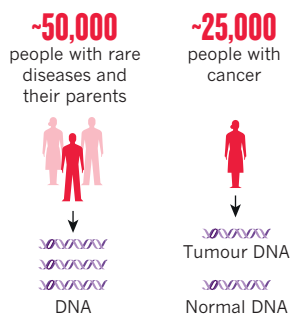 ~50,000
people with rare
diseases and
their parents
DNA
~25,000
people with
cancer
Tumour DNA
Normal DNA